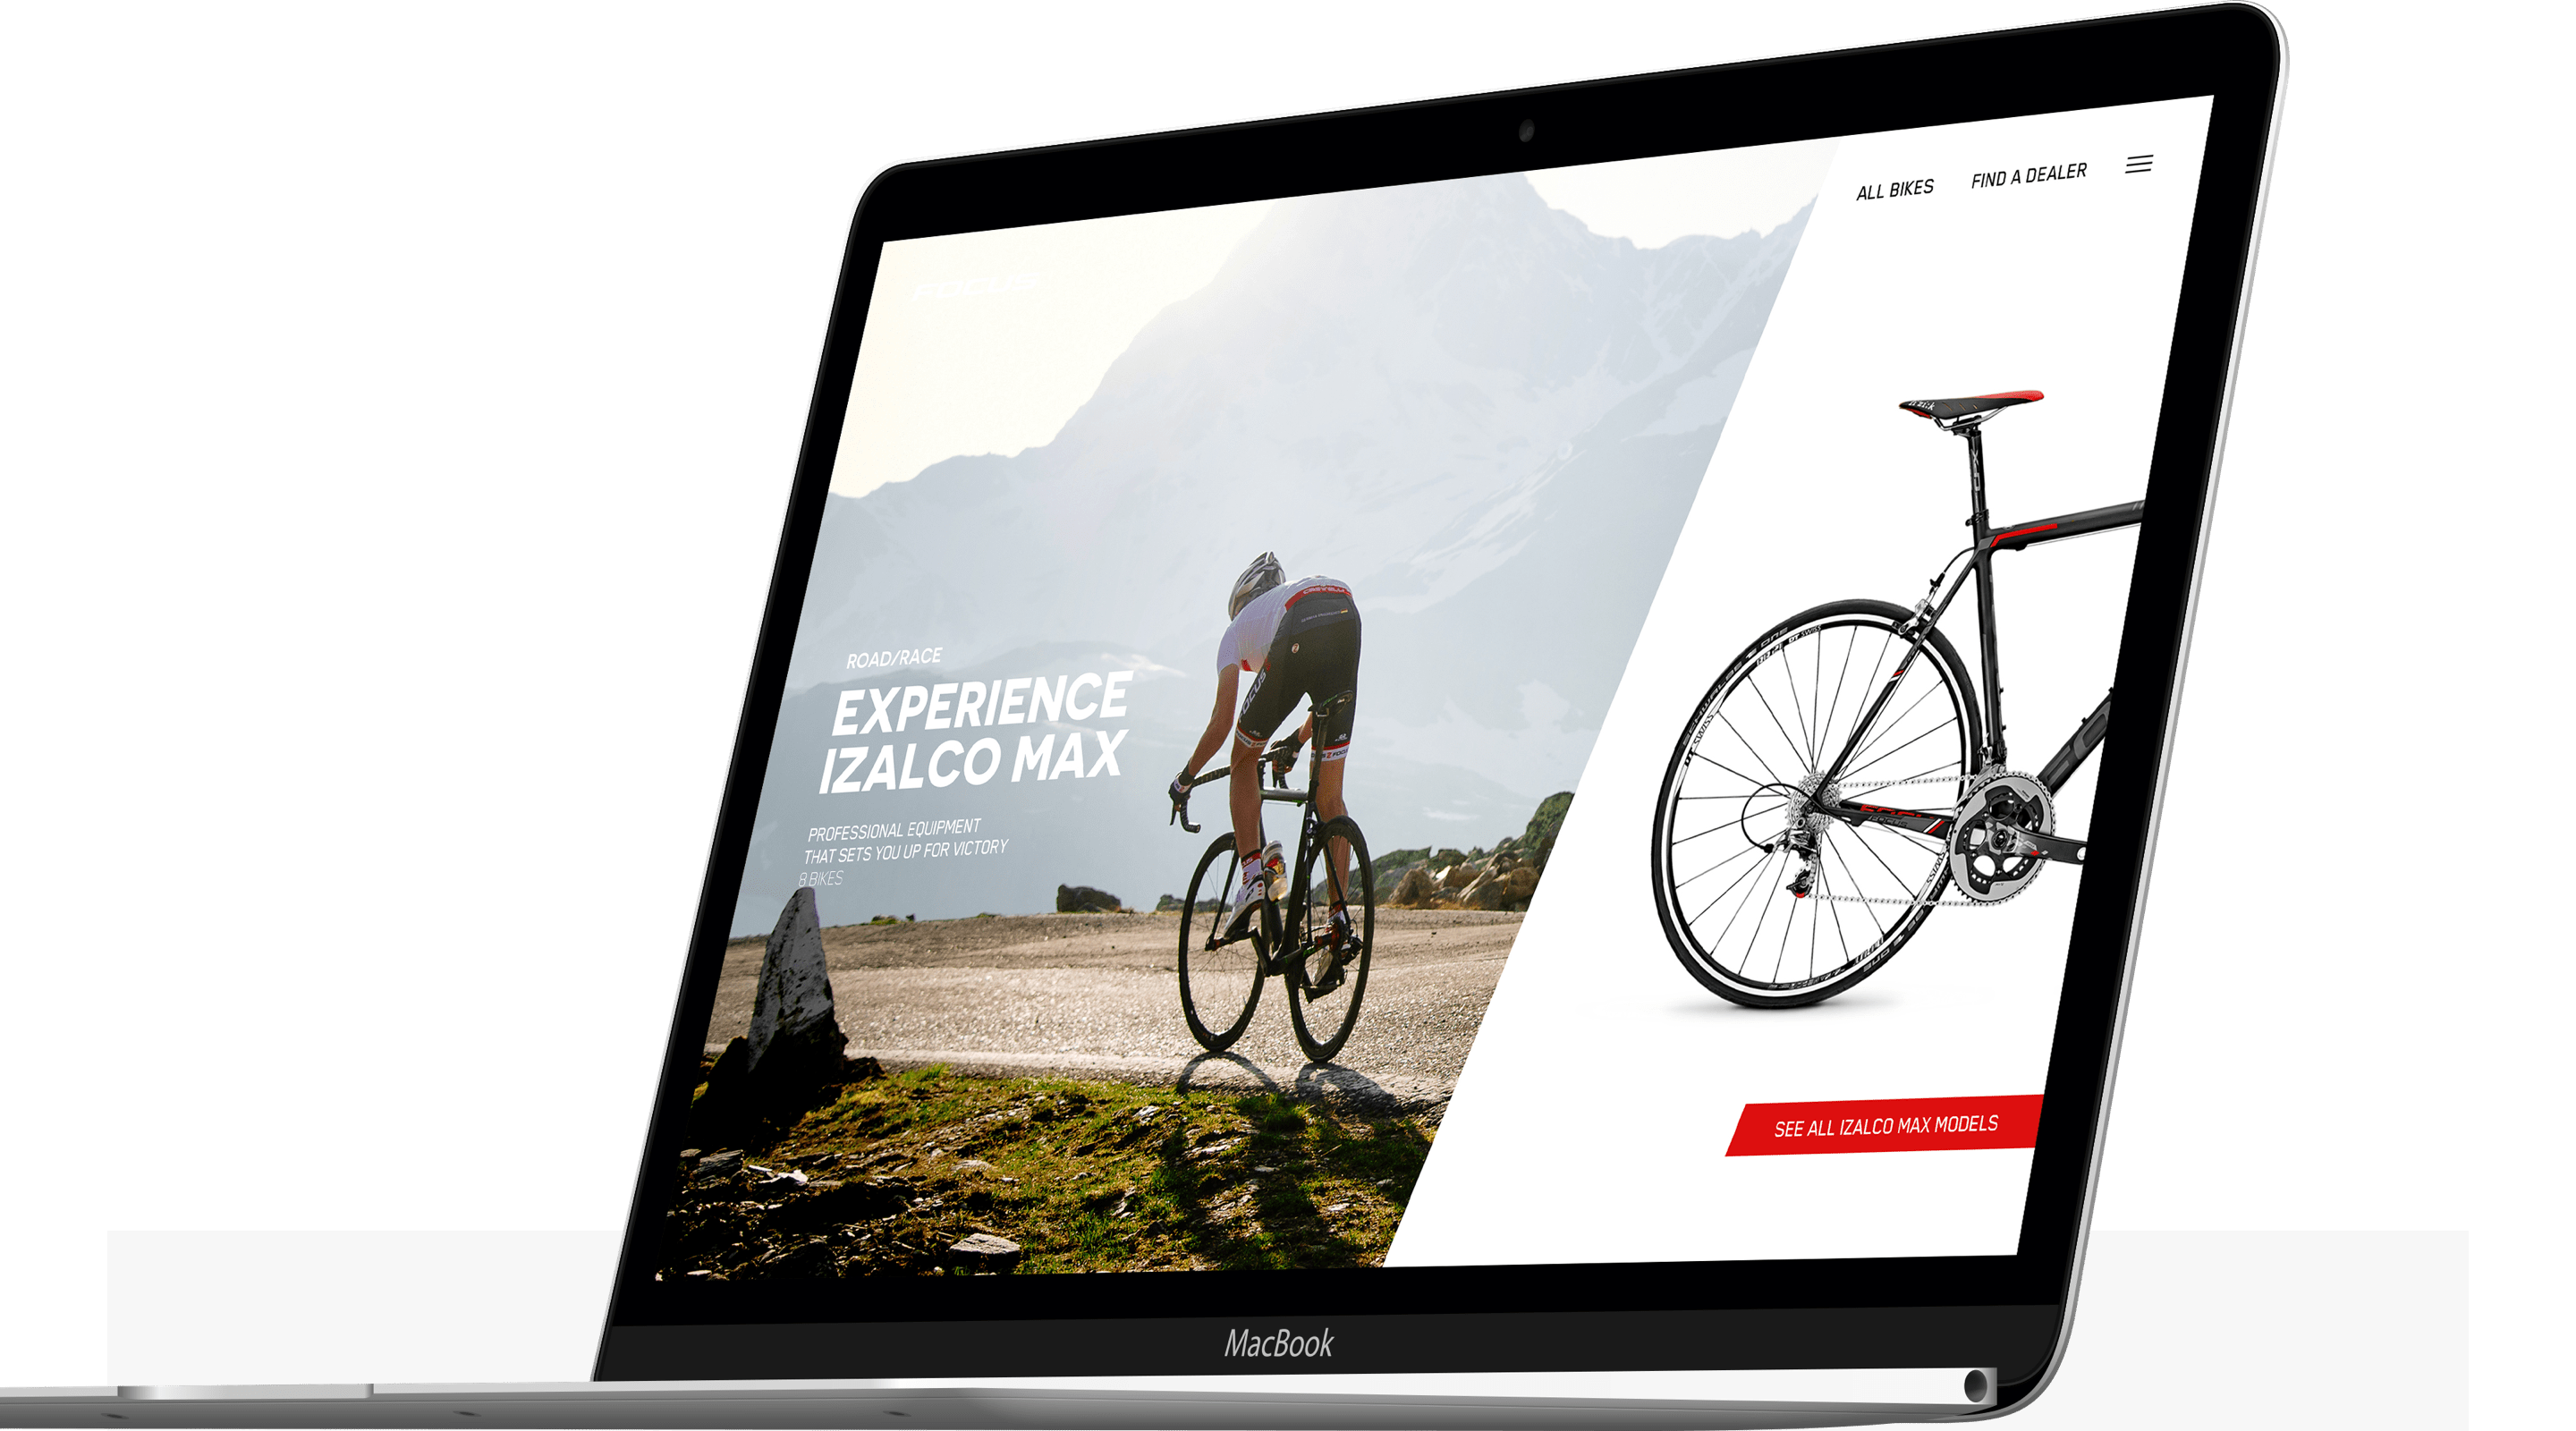 ALL BIKES
FIND A DEALER
FOCUS
ROAD/RACE
EXPERIENCE
IZALCO MAX
PROFESSIONAL EQUIPMENT
THAT SETS YOU UP FOR VICTORY
8 BIKES
SEE ALL IZALCO MAX MODELS
MacBook